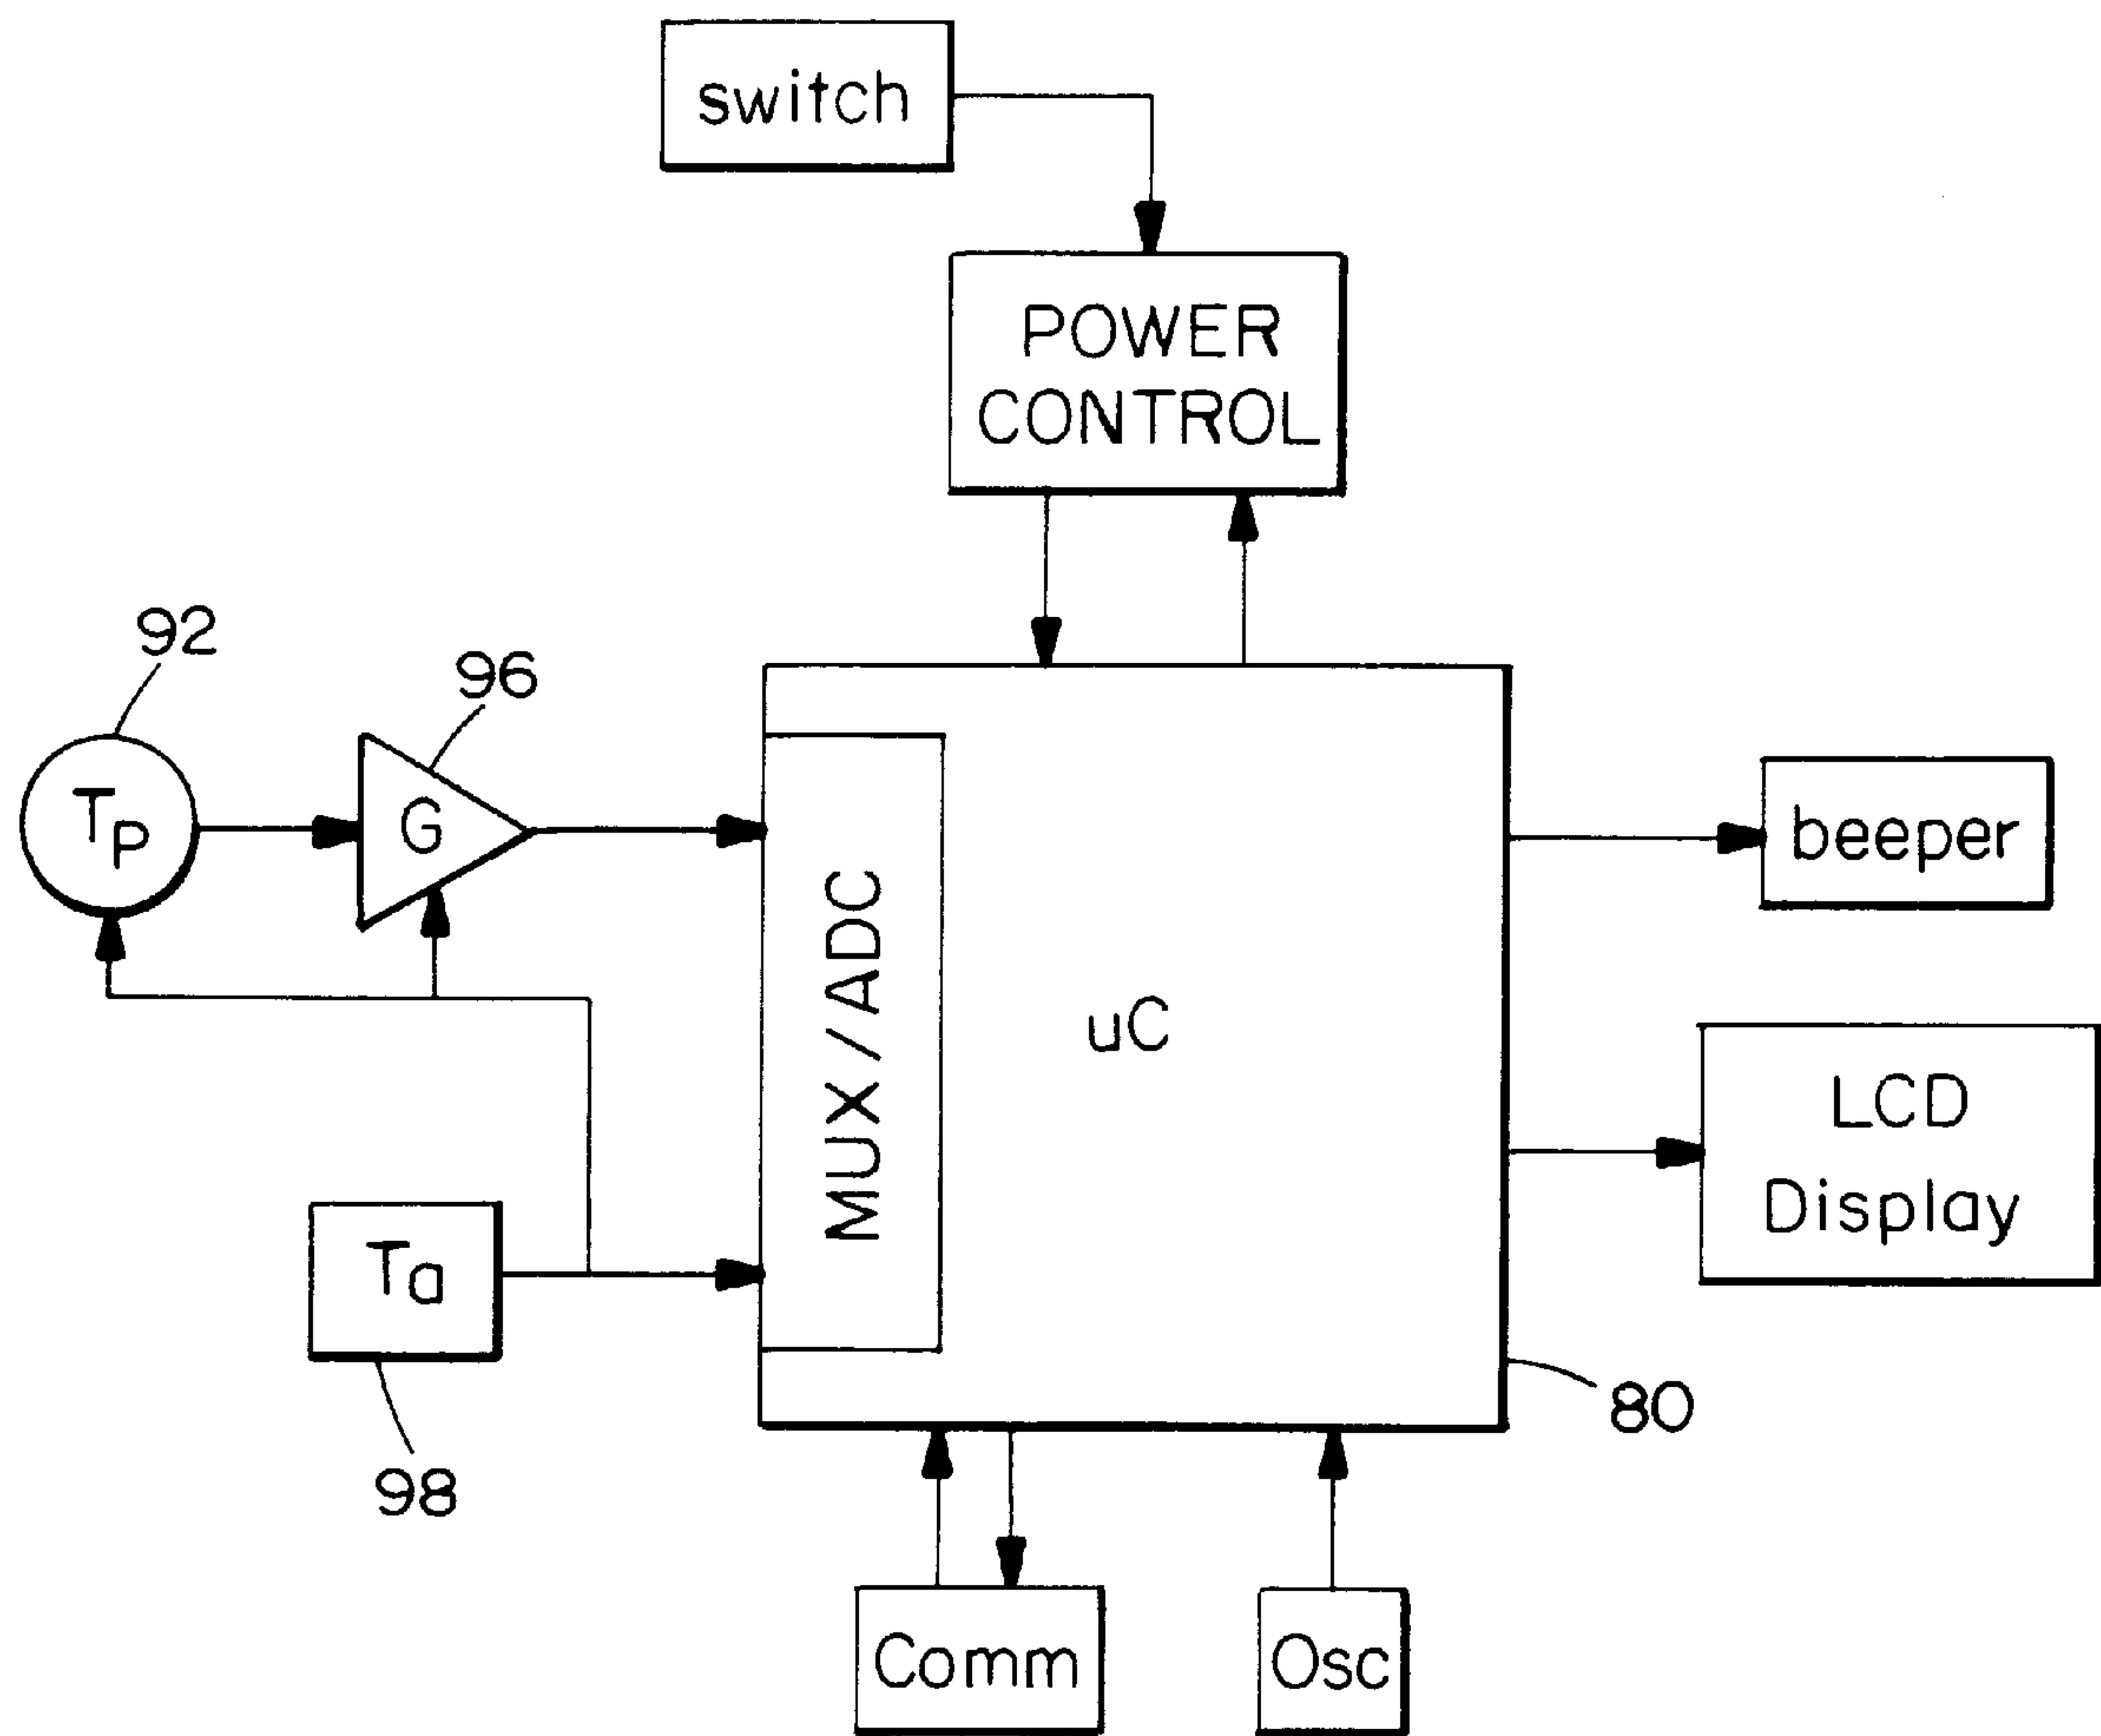 switch
POWER
CONTROL
92
96
TP
G
MUX/ADC
uC
beeper
LCD
Display
Ta
80
98
Comm
Osc